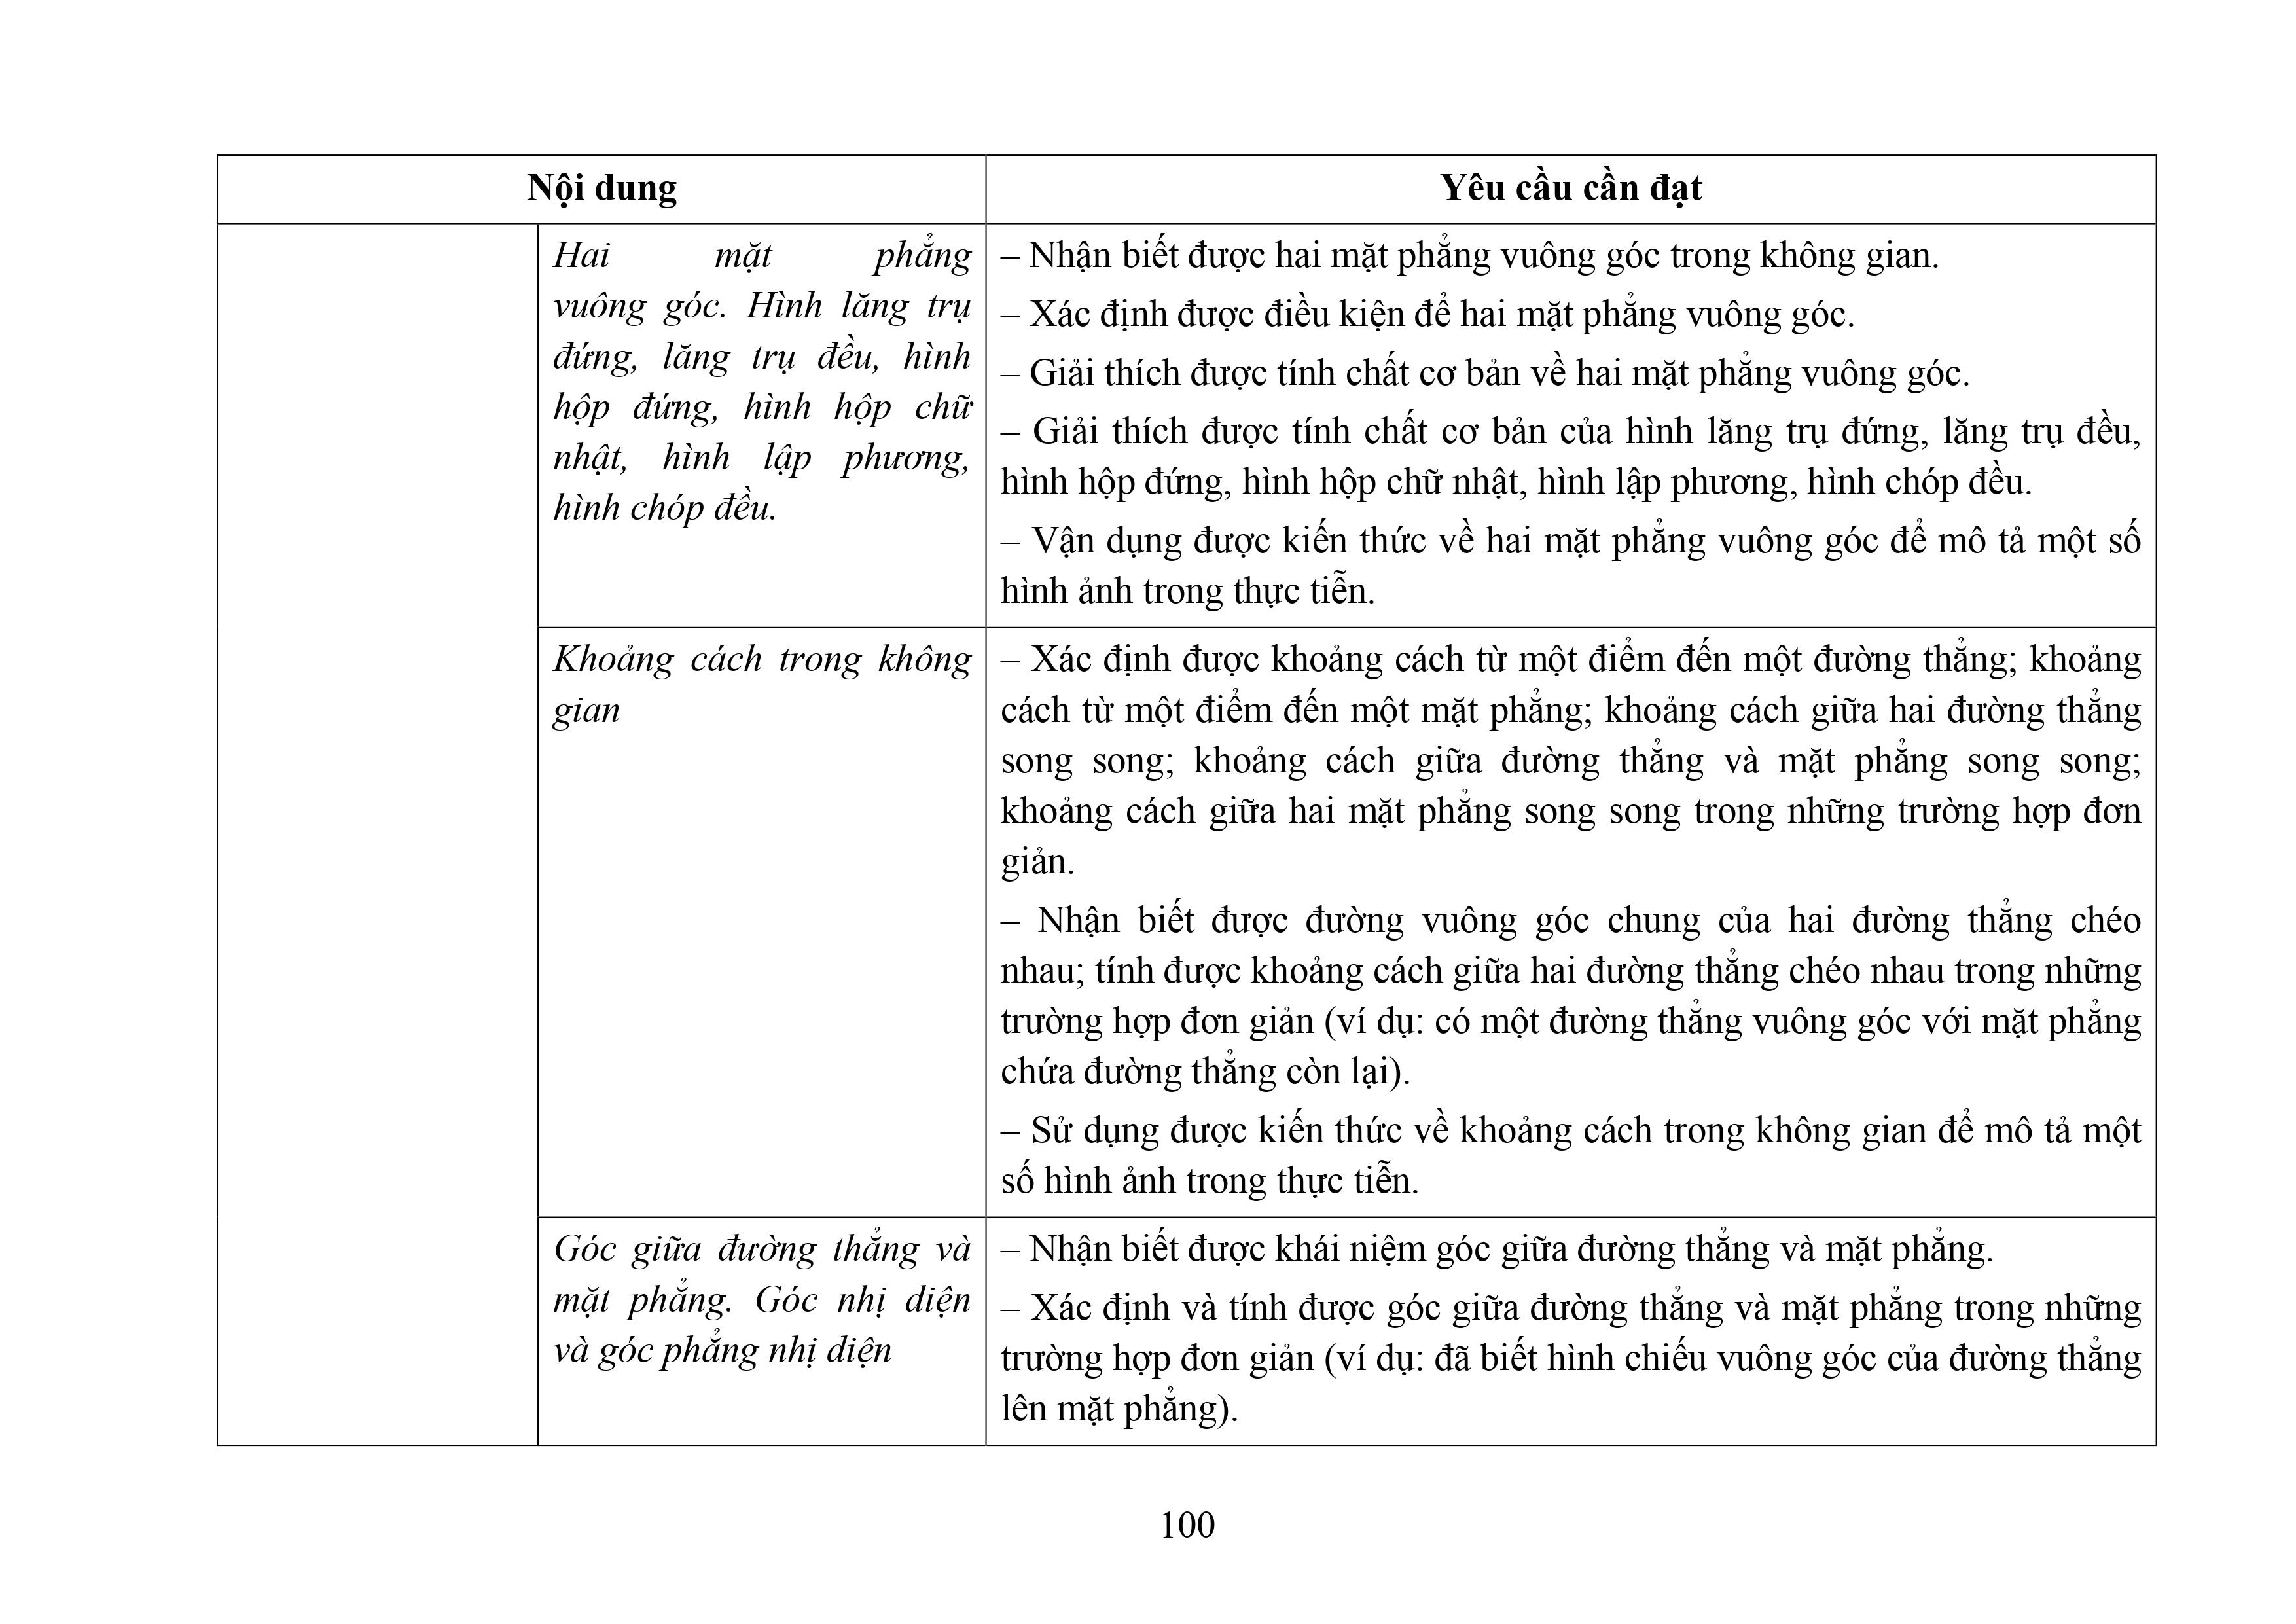 Nội dung
Yêu cầu cần đạt
Hai mặt phẳng
vuông góc. Hình lăng trụ
đứng, lăng trụ đều, hình
hộp đứng, hình hộp chữ
nhật, hình lập phương,
hình chóp đều.
– Nhận biết được hai mặt phẳng vuông góc trong không gian.
– Xác định được điều kiện để hai mặt phẳng vuông góc.
– Giải thích được tính chất cơ bản về hai mặt phẳng vuông góc.
– Giải thích được tính chất cơ bản của hình lăng trụ đứng, lăng trụ đều,
hình hộp đứng, hình hộp chữ nhật, hình lập phương, hình chóp đều.
– Vận dụng được kiến thức về hai mặt phẳng vuông góc để mô tả một số
hình ảnh trong thực tiễn.
Khoảng cách trong không
gian
– Xác định được khoảng cách từ một điểm đến một đường thẳng; khoảng
cách từ một điểm đến một mặt phẳng; khoảng cách giữa hai đường thẳng
song song; khoảng cách giữa đường thẳng và mặt phẳng song song;
khoảng cách giữa hai mặt phẳng song song trong những trường hợp đơn
giản.
– Nhận biết được đường vuông góc chung của hai đường thẳng chéo
nhau; tính được khoảng cách giữa hai đường thẳng chéo nhau trong những
trường hợp đơn giản (ví dụ: có một đường thẳng vuông góc với mặt phẳng
chứa đường thẳng còn lại).
– Sử dụng được kiến thức về khoảng cách trong không gian để mô tả một
số hình ảnh trong thực tiễn.
Góc giữa đường thẳng và
mặt phẳng. Góc nhị diện
và góc phẳng nhị diện
– Nhận biết được khái niệm góc giữa đường thẳng và mặt phẳng.
– Xác định và tính được góc giữa đường thẳng và mặt phẳng trong những
trường hợp đơn giản (ví dụ: đã biết hình chiếu vuông góc của đường thẳng
lên mặt phẳng).
100